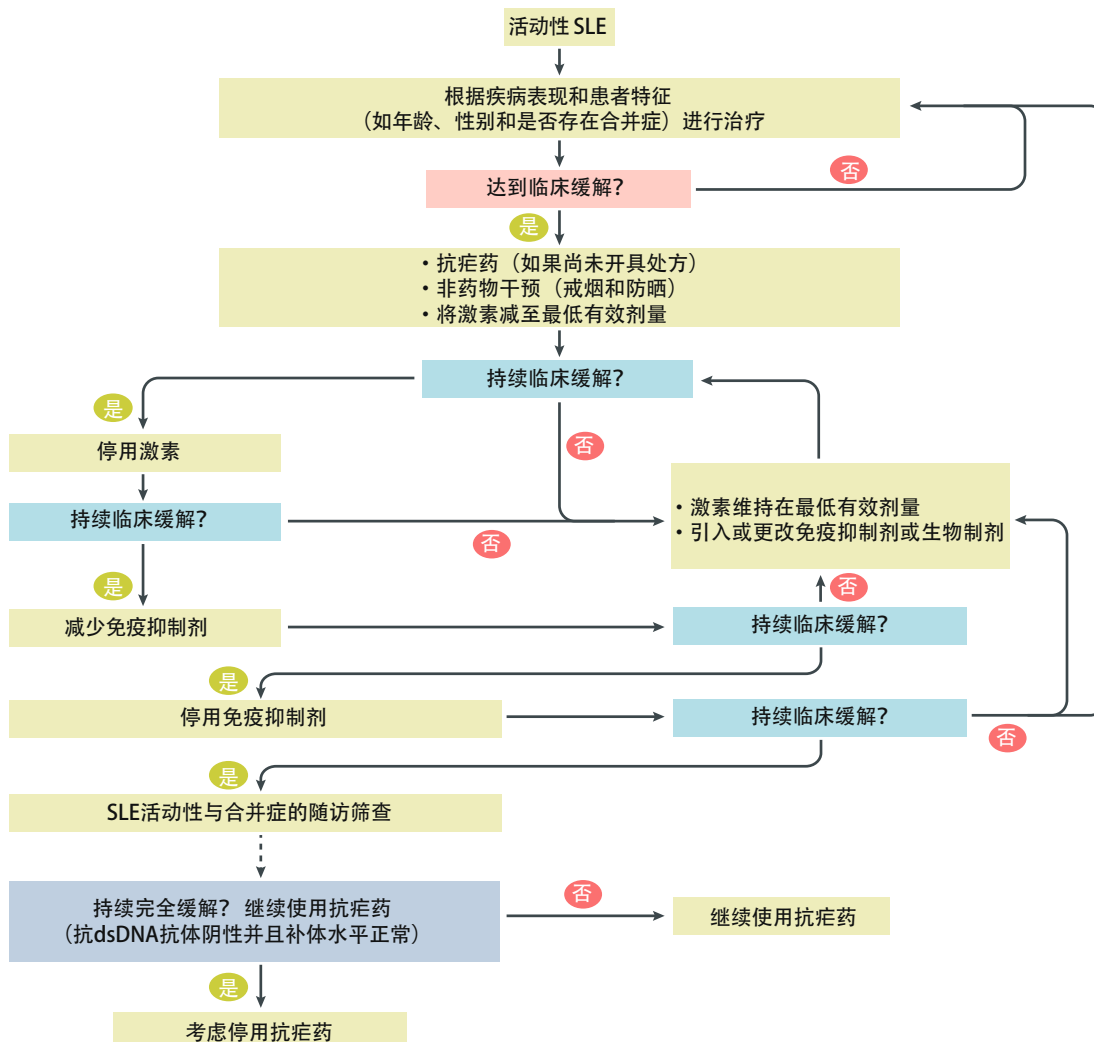 活动性 SLE
根据疾病表现和患者特征
（如年龄、性别和是否存在合并症）进行治疗
达到临床缓解？
否
是
・抗疟药（如果尚未开具处方）
・非药物干预（戒烟和防晒）
・将激素减至最低有效剂量
持续临床缓解？
是
停用激素
否
持续临床缓解？
否
・激素维持在最低有效剂量
・引入或更改免疫抑制剂或生物制剂
是
否
减少免疫抑制剂
持续临床缓解？
是
停用免疫抑制剂
持续临床缓解？
否
是
SLE活动性与合并症的随访筛查
持续完全缓解？ 继续使用抗疟药
（抗dsDNA抗体阴性并且补体水平正常）
否
继续使用抗疟药
是
考虑停用抗疟药